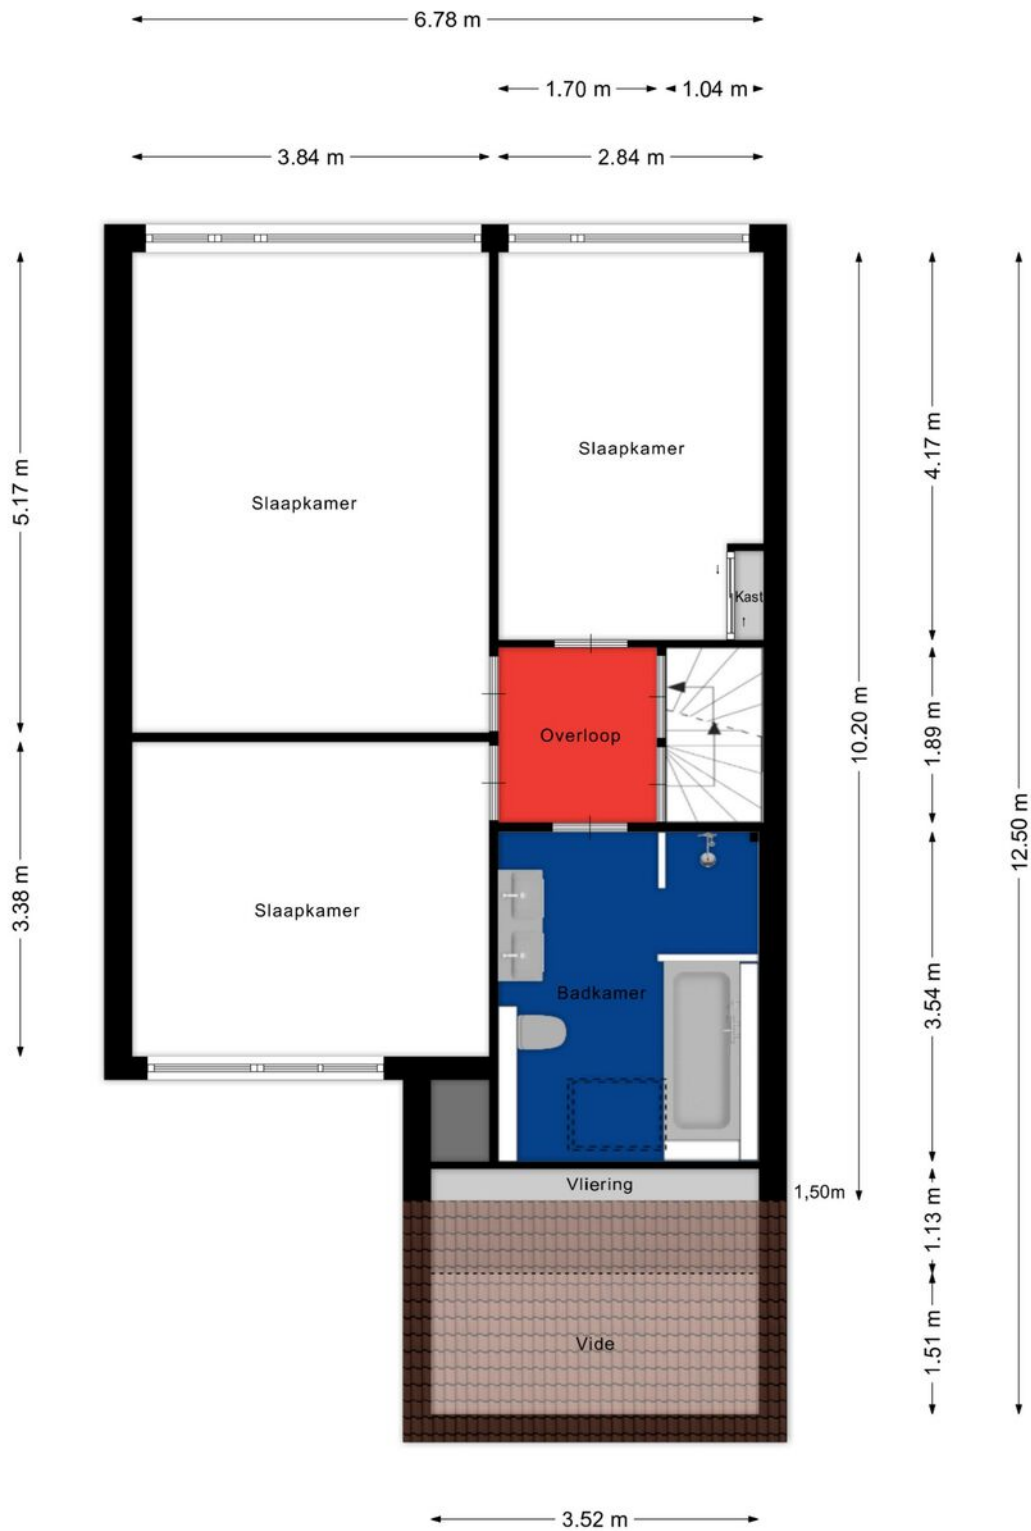 6.78 m
1.70 m
1.04 m
3.84 m
2.84 m
Slaapkamer
Slaapkamer
Kast
Overloop
Slaapkamer
Badkamer
Vliering
Vide
5.17 m
3.38 m
10.20 m
1,50m
4.17 m
1.89 m
3.54 m
1.13 m
1.51 m
12.50 m
3.52 m